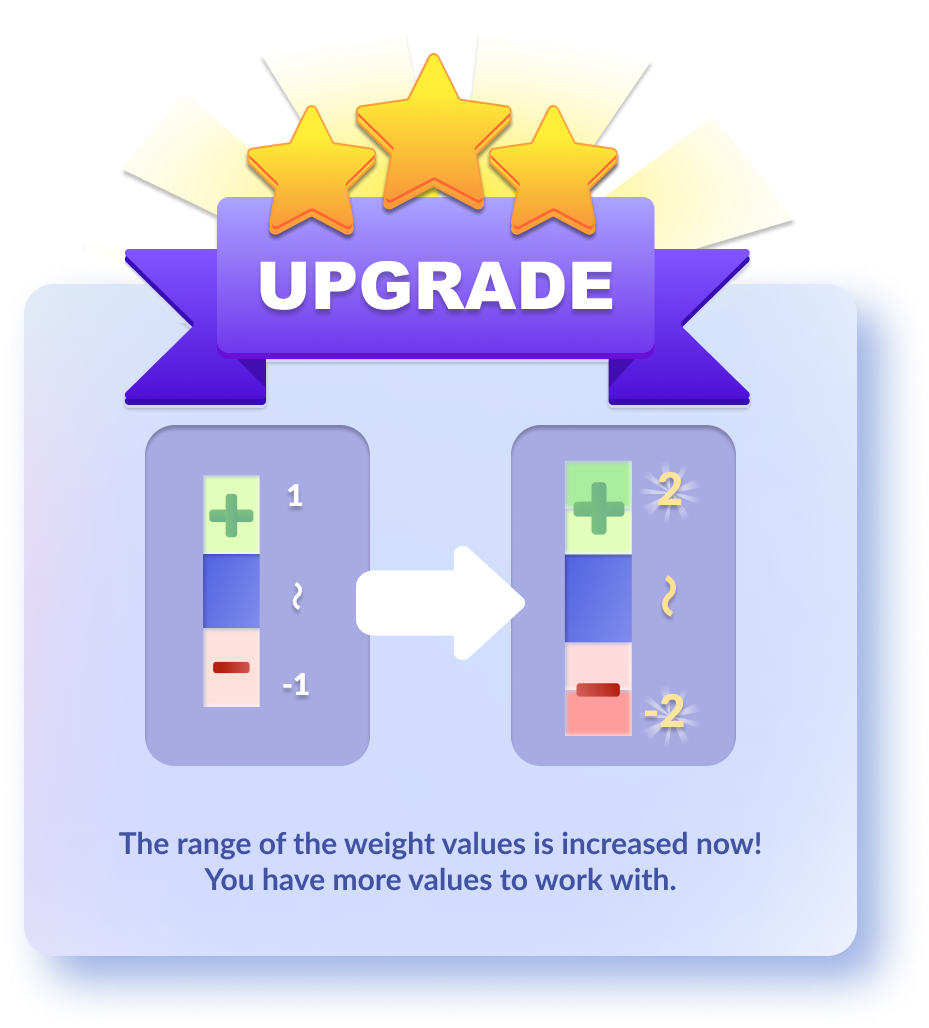 UPGRADE
1
~
-1
2
~
-2
The range of the weight values is increased now!
You have more values to work with.